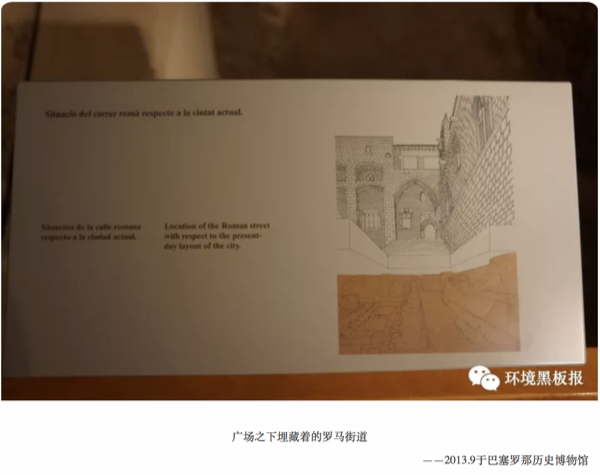 Situació del carrer romà respecte a la ciutat actual.
Situación de la calle romana
respecto a la ciudad actual.
Location of the Roman street
with respect to the present-
day layout of the city.
环境黑板报
广场之下埋藏着的罗马街道
——2013.9于巴塞罗那历史博物馆